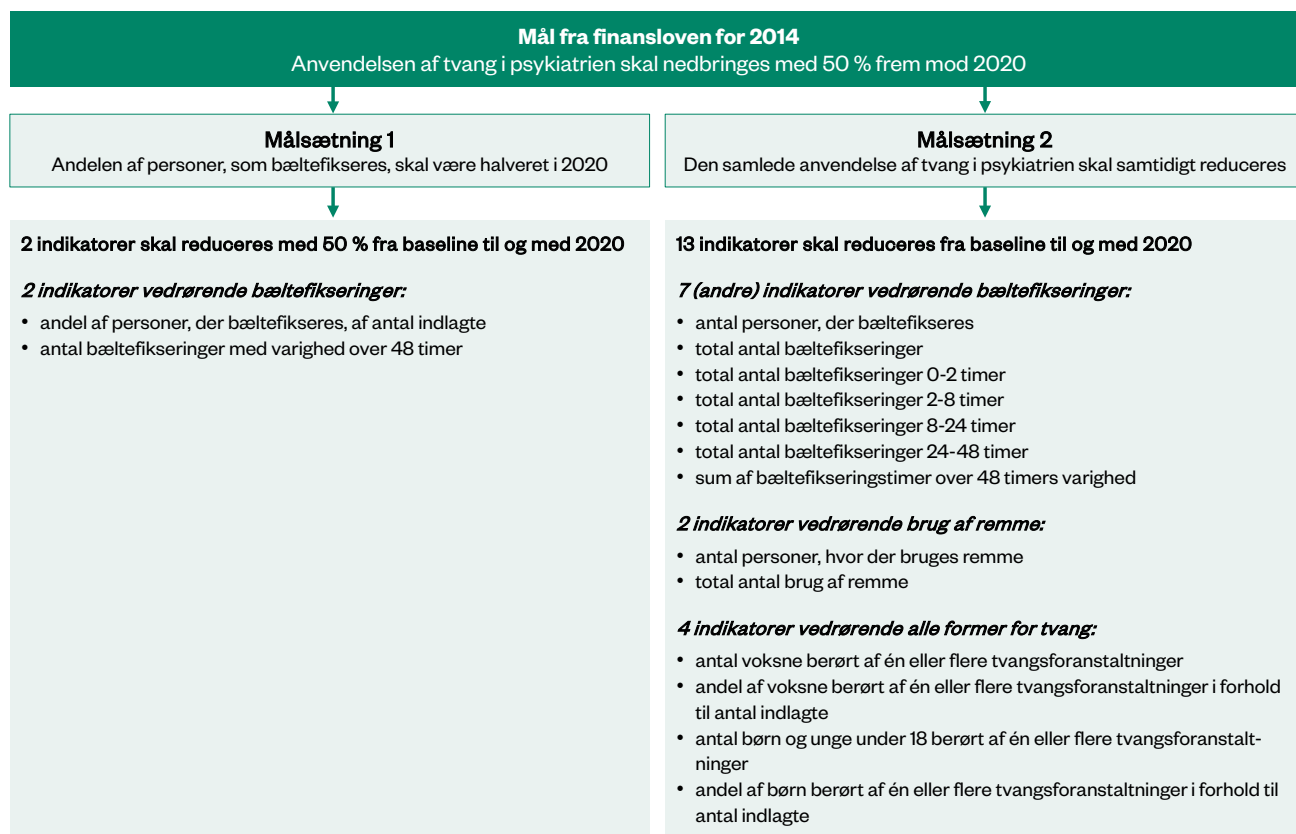 Mål fra finansloven for 2014
Anvendelsen af tvang i psykiatrien skal nedbringes med 50 % frem mod 2020
Målsætning 1
Andelen af personer, som bæltefikseres, skal være halveret i 2020
2 indikatorer skal reduceres med 50 % fra baseline til og med 2020
2 indikatorer vedrørende bæltefikseringer:
• andel af personer, der bæltefikseres, af antal indlagte
• antal bæltefikseringer med varighed over 48 timer
Målsætning 2
Den samlede anvendelse af tvang i psykiatrien skal samtidigt reduceres
13 indikatorer skal reduceres fra baseline til og med 2020
7 (andre) indikatorer vedrørende bæltefikseringer:
• antal personer, der bæltefikseres
• total antal bæltefikseringer
• total antal bæltefikseringer 0-2 timer
• total antal bæltefikseringer 2-8 timer
• total antal bæltefikseringer 8-24 timer
• total antal bæltefikseringer 24-48 timer
• sum af bæltefikseringstimer over 48 timers varighed
2 indikatorer vedrørende brug af remme:
• antal personer, hvor der bruges remme
• total antal brug af remme
4 indikatorer vedrørende alle former for tvang:
• antal voksne berørt af én eller flere tvangsforanstaltninger
• andel af voksne berørt af én eller flere tvangsforanstaltninger i forhold
til antal indlagte
• antal børn og unge under 18 berørt af én eller flere tvangsforanstalt-
ninger
• andel af børn berørt af én eller flere tvangsforanstaltninger i forhold til
antal indlagte